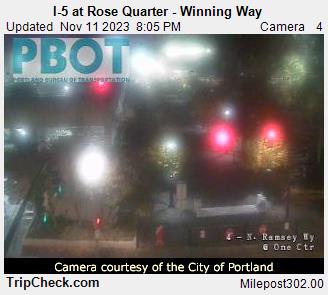 I-5 at Rose Quarter - Winning Way
Updated Nov 11 2023 8:05 PM Camera 4
PBOT
PORTLAND BUREAU OF TRANSPORTATION
4 - N. Ramsey Wy
@ One Ctr
Camera courtesy of the City of Portland
TripCheck.com Milepost302.00